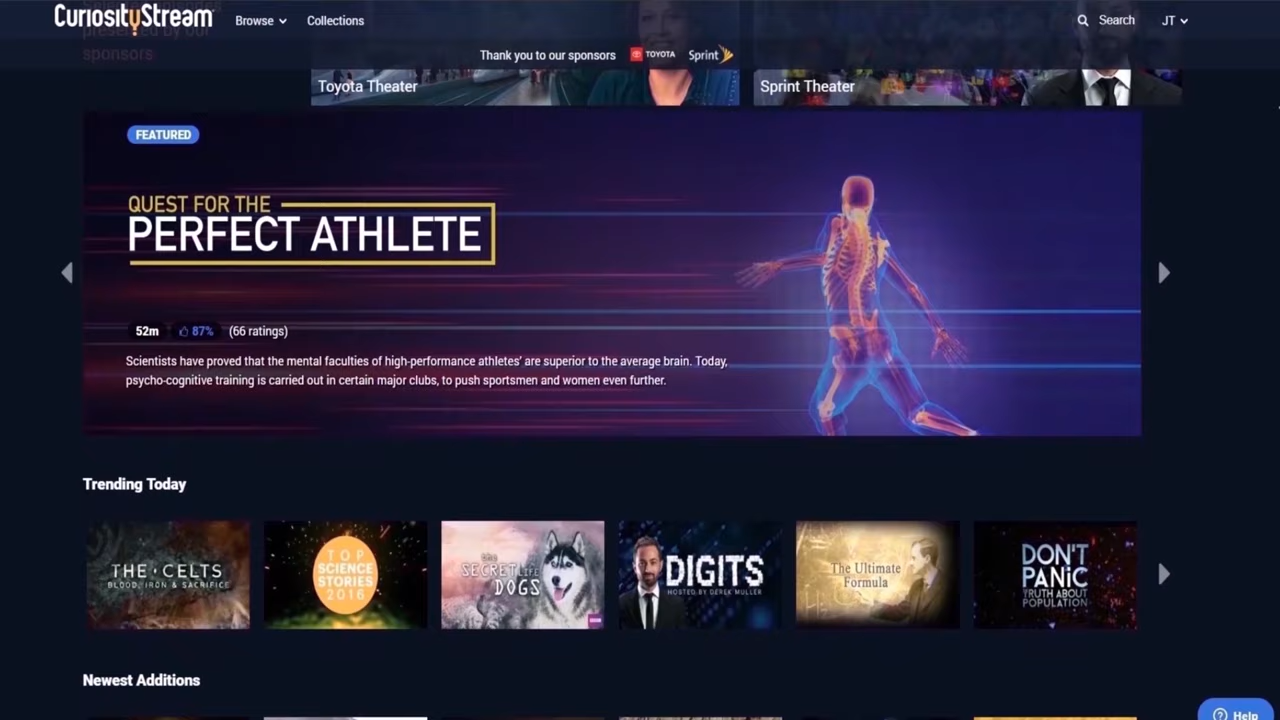 CuriosityStream
Browse
Collections
Search
JT
presented by our
sponsors
Thank you to our sponsors
TOYOTA
Sprint
Toyota Theater
Sprint Theater
FEATURED
QUEST FOR THE
PERFECT ATHLETE
52m
87%
(66 ratings)
Scientists have proved that the mental faculties of high-performance athletes' are superior to the average brain. Today,
psycho-cognitive training is carried out in certain major clubs, to push sportsmen and women even further.
Trending Today
THE • CELTS
BLOOD, IRON & SACRIFICE
TOP
SCIENCE
STORIES
2016
the
SECRET LIFE
DOGS
DIGITS
HOSTED BY DEREK MULLER
The Ultimate
Formula
DON'T
PANiC
TRUTH ABOUT
POPULATION
Newest Additions
Help